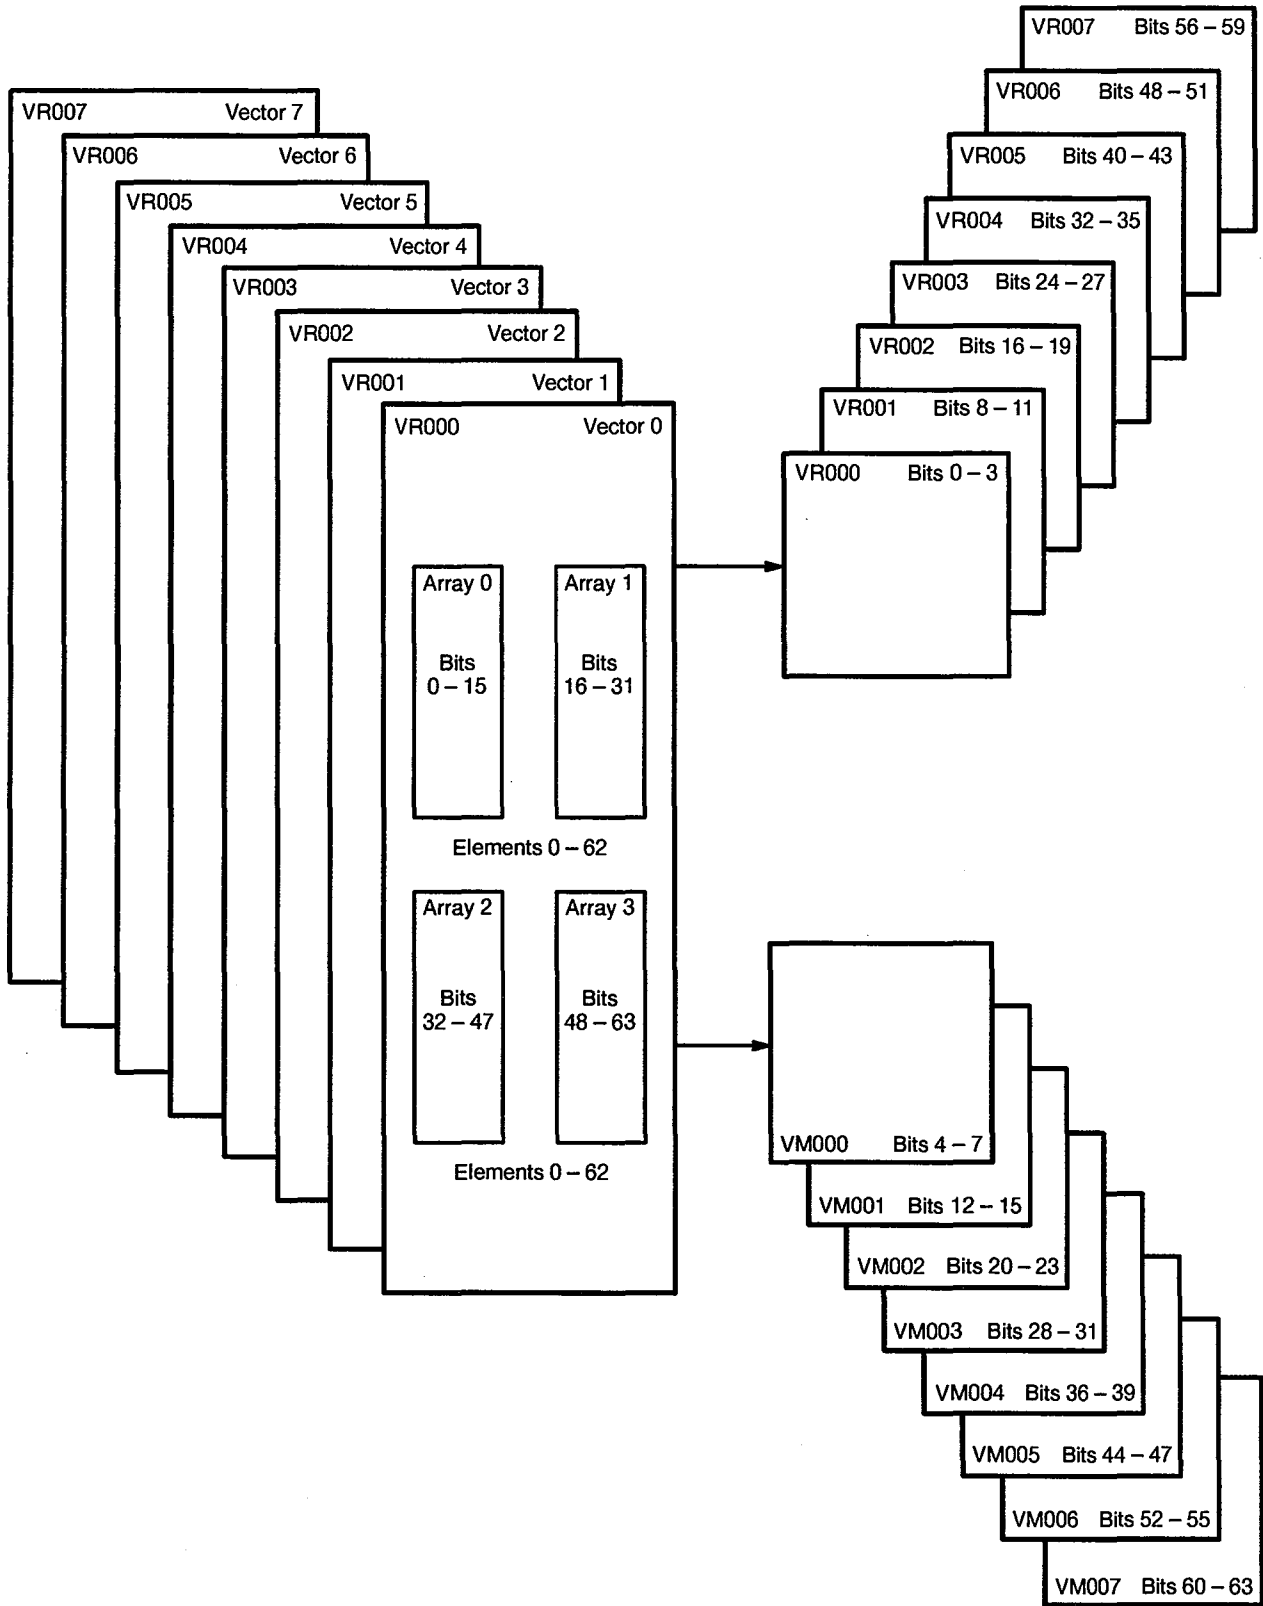 VR007 Vector 7
VR006 Vector 6
VR005 Vector 5
VR004 Vector 4
VR003 Vector 3
VR002 Vector 2
VR001 Vector 1
VR000 Vector 0
Array 0
Bits
0 – 15
Array 1
Bits
16 – 31
Elements 0 – 62
Array 2
Bits
32 – 47
Array 3
Bits
48 – 63
Elements 0 – 62
VR007 Bits 56 – 59
VR006 Bits 48 – 51
VR005 Bits 40 – 43
VR004 Bits 32 – 35
VR003 Bits 24 – 27
VR002 Bits 16 – 19
VR001 Bits 8 – 11
VR000 Bits 0 – 3
VM000 Bits 4 – 7
VM001 Bits 12 – 15
VM002 Bits 20 – 23
VM003 Bits 28 – 31
VM004 Bits 36 – 39
VM005 Bits 44 – 47
VM006 Bits 52 – 55
VM007 Bits 60 – 63